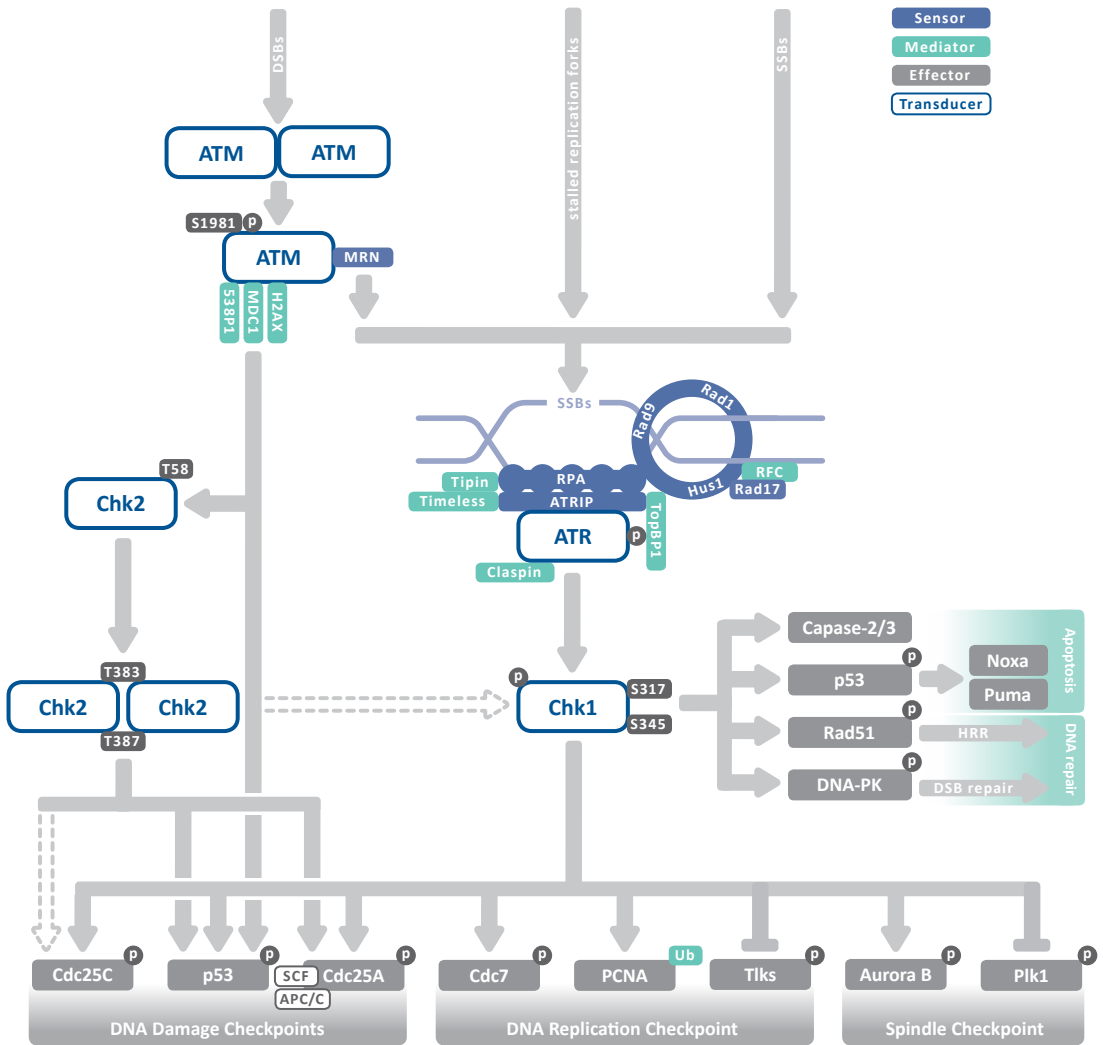 DSBs
stalled replication forks
SSBs
Sensor
Mediator
Effector
Transducer
ATM
ATM
S1981
p
ATM
MRN
538P1
MDC1
H2AX
SSBs
Rad9
Rad1
Hus1
RFC
Rad17
Tipin
RPA
Timeless
ATRIP
TopBP1
ATR
p
Claspin
T58
Chk2
T383
Chk2
Chk2
T387
p
Chk1
S317
S345
Capase-2/3
p53
p
Noxa
Puma
Apoptosis
Rad51
p
HRR
DNA-PK
p
DSB repair
DNA repair
Cdc25C
p
p53
p
SCF
APC/C
Cdc25A
p
Cdc7
p
PCNA
Ub
Tlks
p
Aurora B
p
Plk1
p
DNA Damage Checkpoints
DNA Replication Checkpoint
Spindle Checkpoint